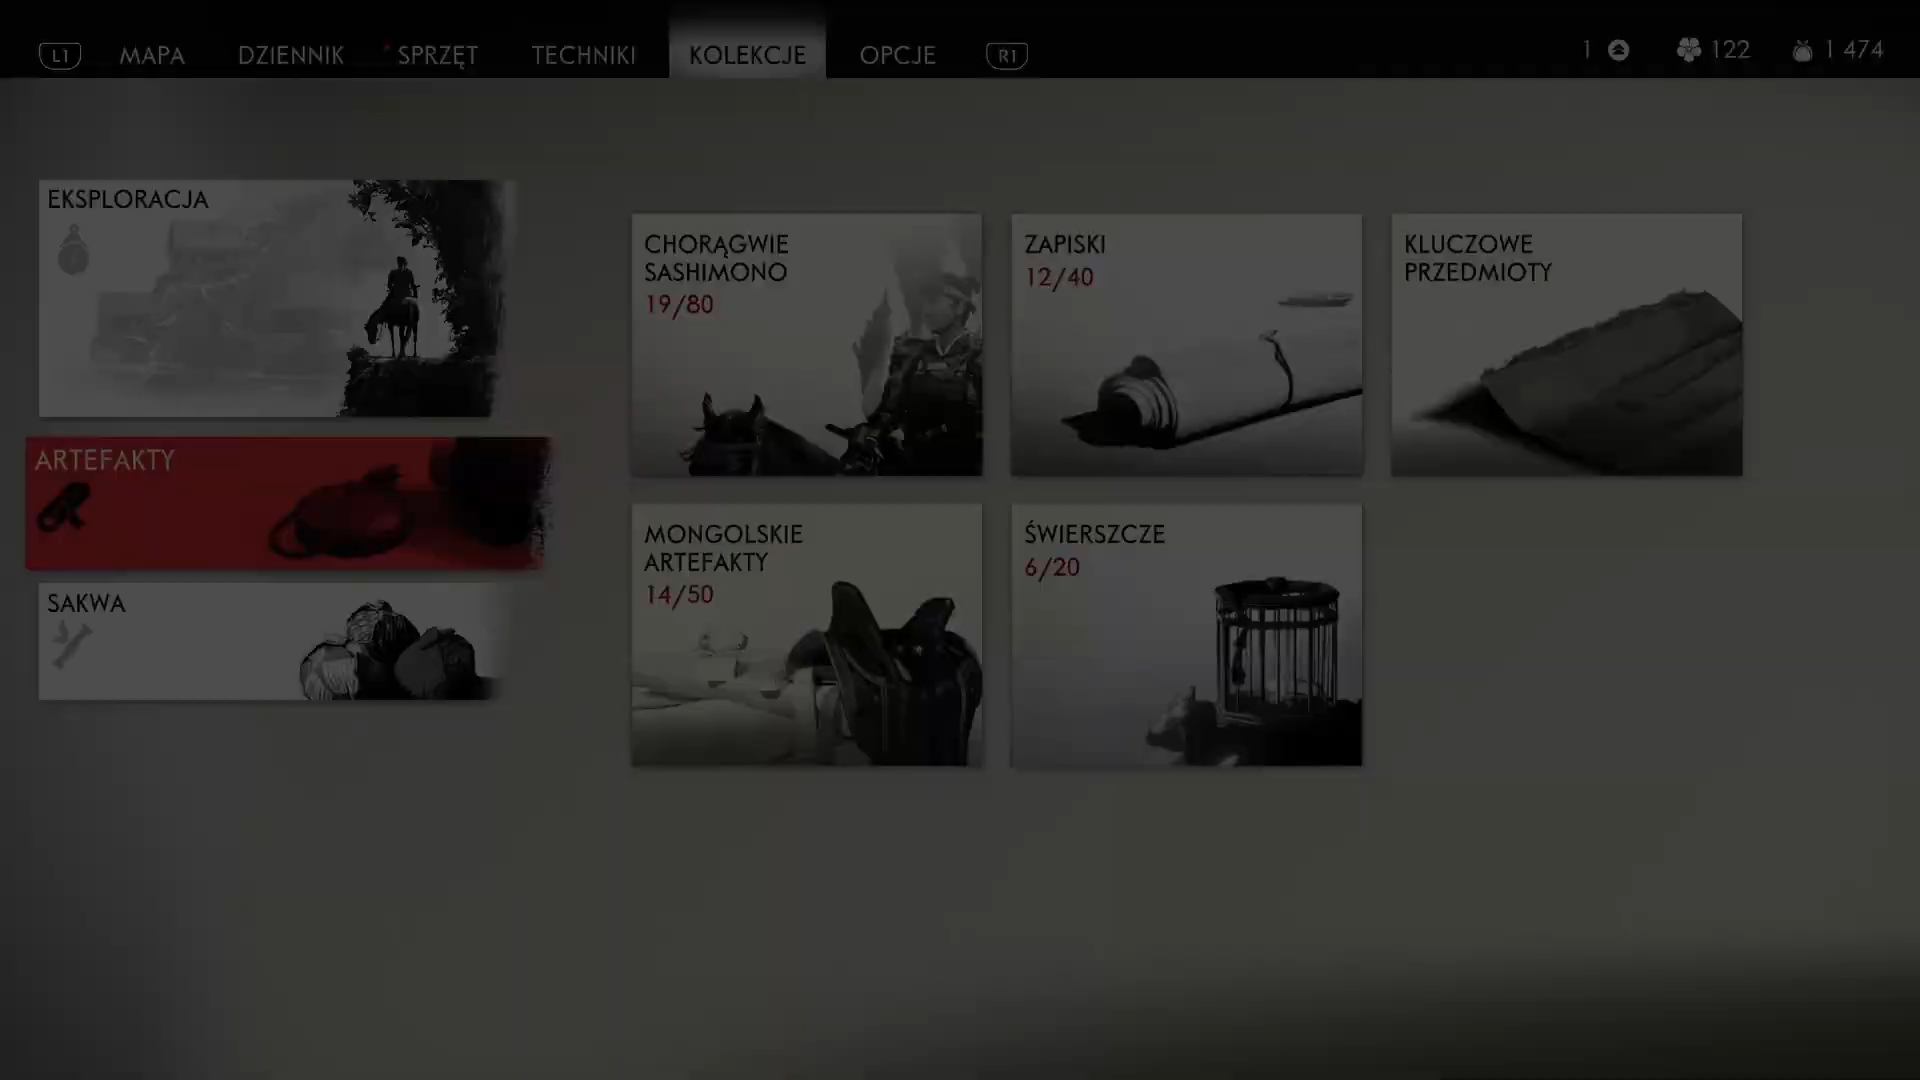 L1 MAPA DZIENNIK SPRZĘT TECHNIKI KOLEKCJE OPCJE R1 1 122 1 474
EKSPLORACJA
ARTEFAKTY
SAKWA
CHORĄGWIE
SASHIMONO
19/80
ZAPISKI
12/40
KLUCZOWE
PRZEDMIOTY
MONGOLSKIE
ARTEFAKTY
14/50
ŚWIERSZCZE
6/20